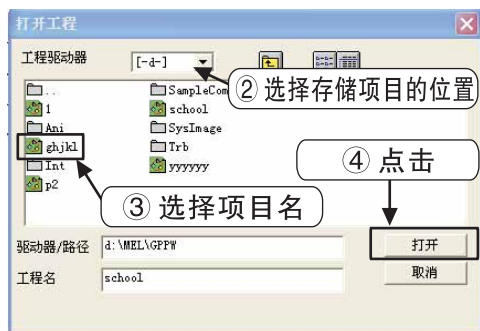 打开工程
工程驱动器 [-d-]
② 选择存储项目的位置
..
1
Ani
ghjkl
Int
p2
SampleCom
school
SysImage
Trb
yyyyyy
④ 点击
③ 选择项目名
驱动器/路径 d:\MEL\GPPW 打开
工程名 school 取消